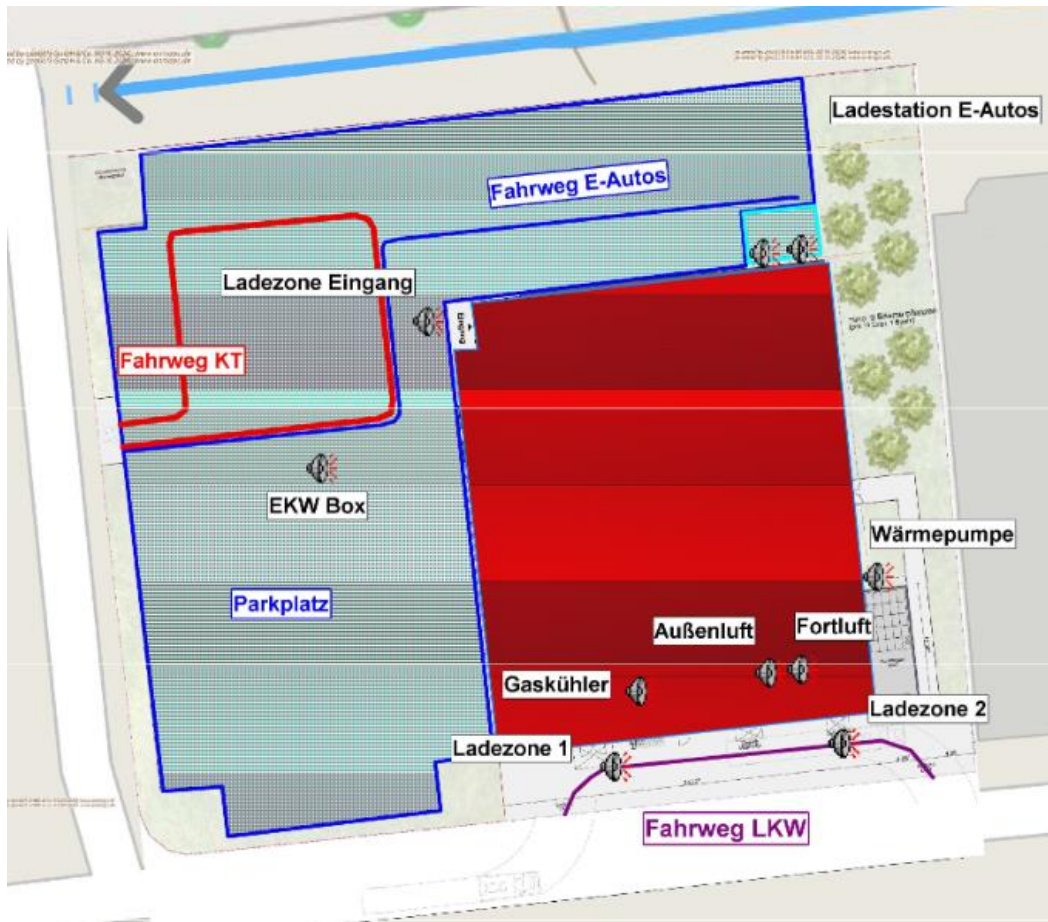 Ladestation E-Autos
Fahrweg E-Autos
Ladezone Eingang
Eingang
Fahrweg KT
EKW Box
Wärmepumpe
Parkplatz
Außenluft
Fortluft
Gaskühler
Ladezone 2
Ladezone 1
Fahrweg LKW